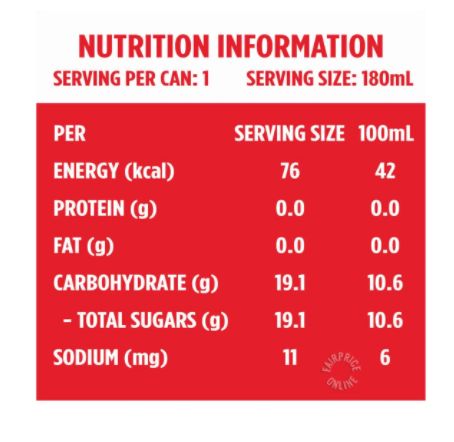 NUTRITION INFORMATION
SERVING PER CAN: 1 SERVING SIZE: 180mL
PER SERVING SIZE 100mL
ENERGY (kcal) 76 42
PROTEIN (g) 0.0 0.0
FAT (g) 0.0 0.0
CARBOHYDRATE (g) 19.1 10.6
- TOTAL SUGARS (g) 19.1 10.6
SODIUM (mg) 11 6
FAIRPRICE
ONLINE